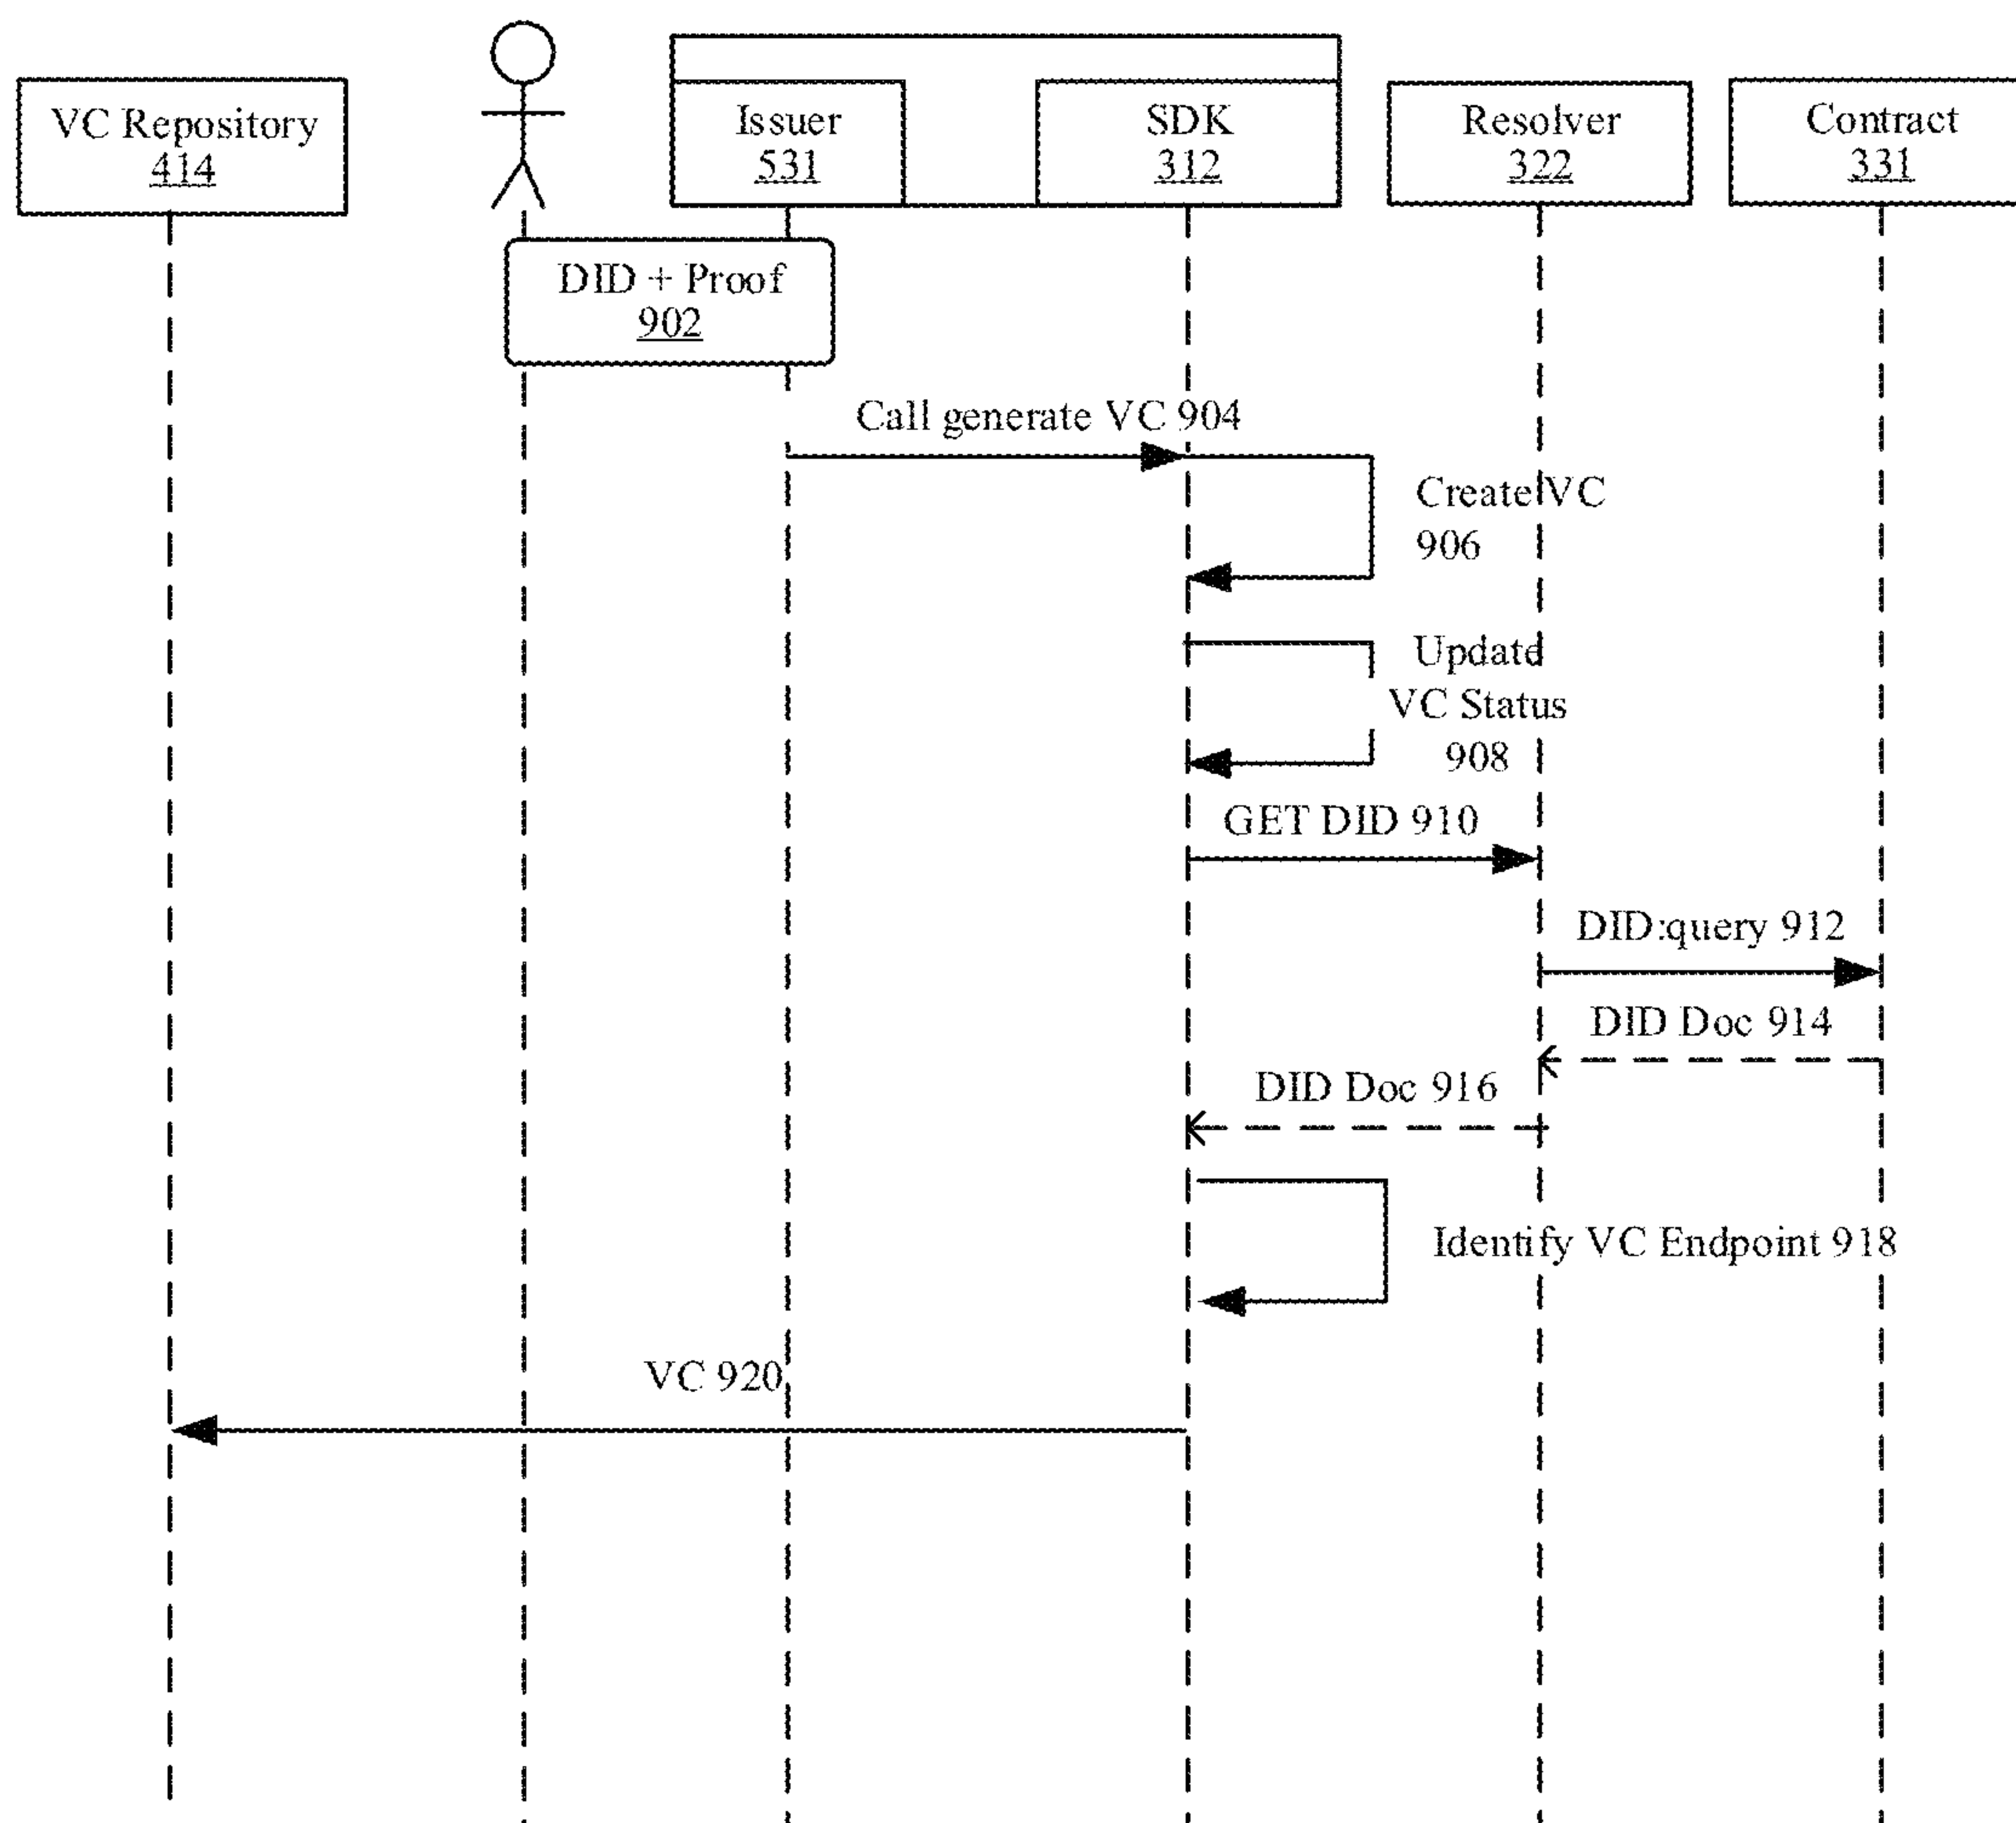 VC Repository
414
Issuer
531
SDK
312
Resolver
322
Contract
331
DID + Proof
902
Call generate VC 904
Create VC
906
Update
VC Status
908
GET DID 910
DID:query 912
DID Doc 914
DID Doc 916
Identify VC Endpoint 918
VC 920